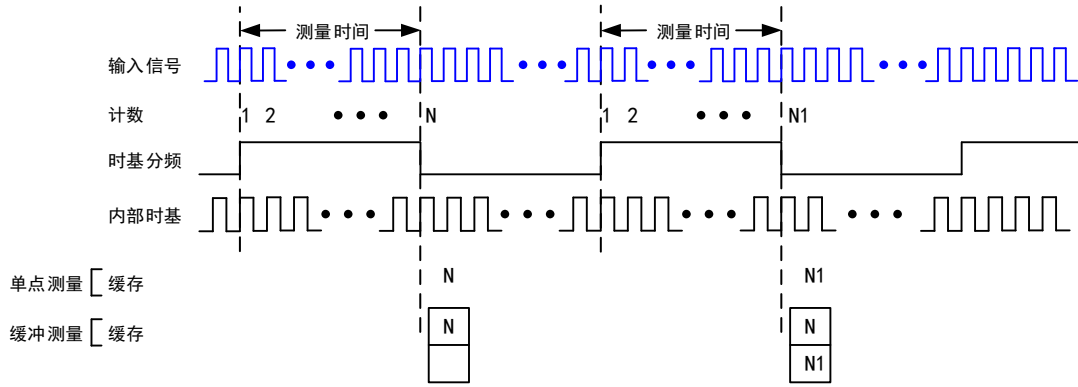 测量时间 测量时间
输入信号
计数 1 2 N 1 2 N1
时基分频
内部时基
单点测量 缓存 N N1
缓冲测量 缓存 N N
N1